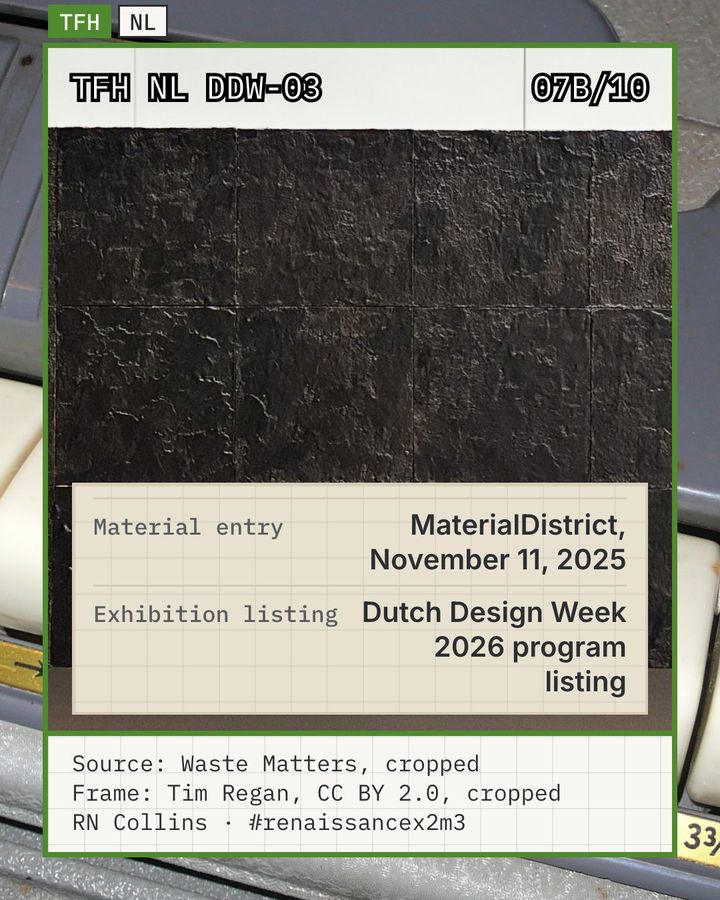 TFH NL
TFH NL DDW-03 07B/10
Material entry MaterialDistrict,
November 11, 2025
Exhibition listing Dutch Design Week
2026 program
listing
Source: Waste Matters, cropped
Frame: Tim Regan, CC BY 2.0, cropped
RN Collins · #renaissancex2m3